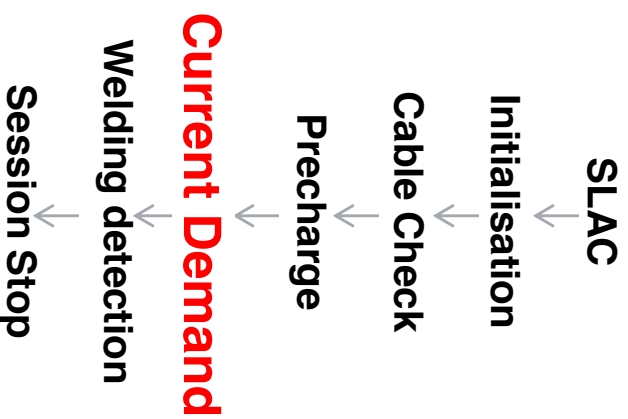 SLAC
Initialisation
Cable Check
Precharge
Current Demand
Welding detection
Session Stop